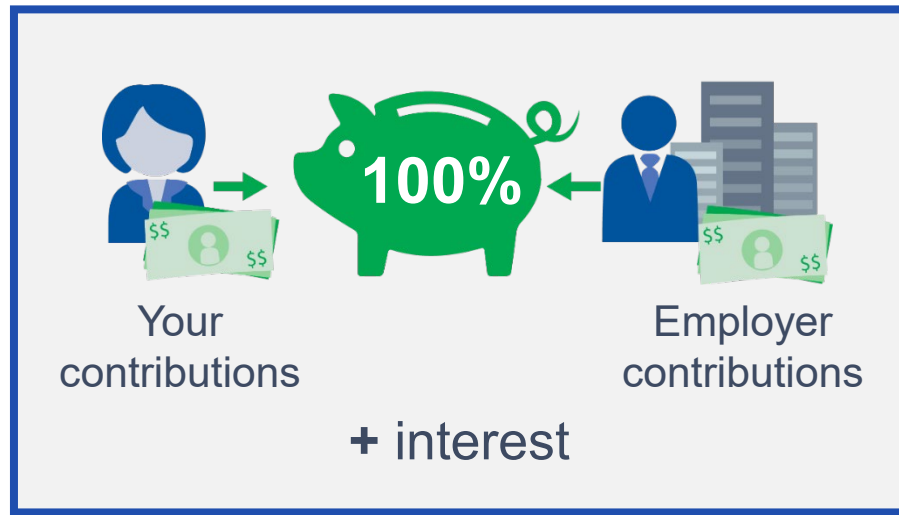 100%
$$
$$
$$
$$
Your
contributions
Employer
contributions
+ interest